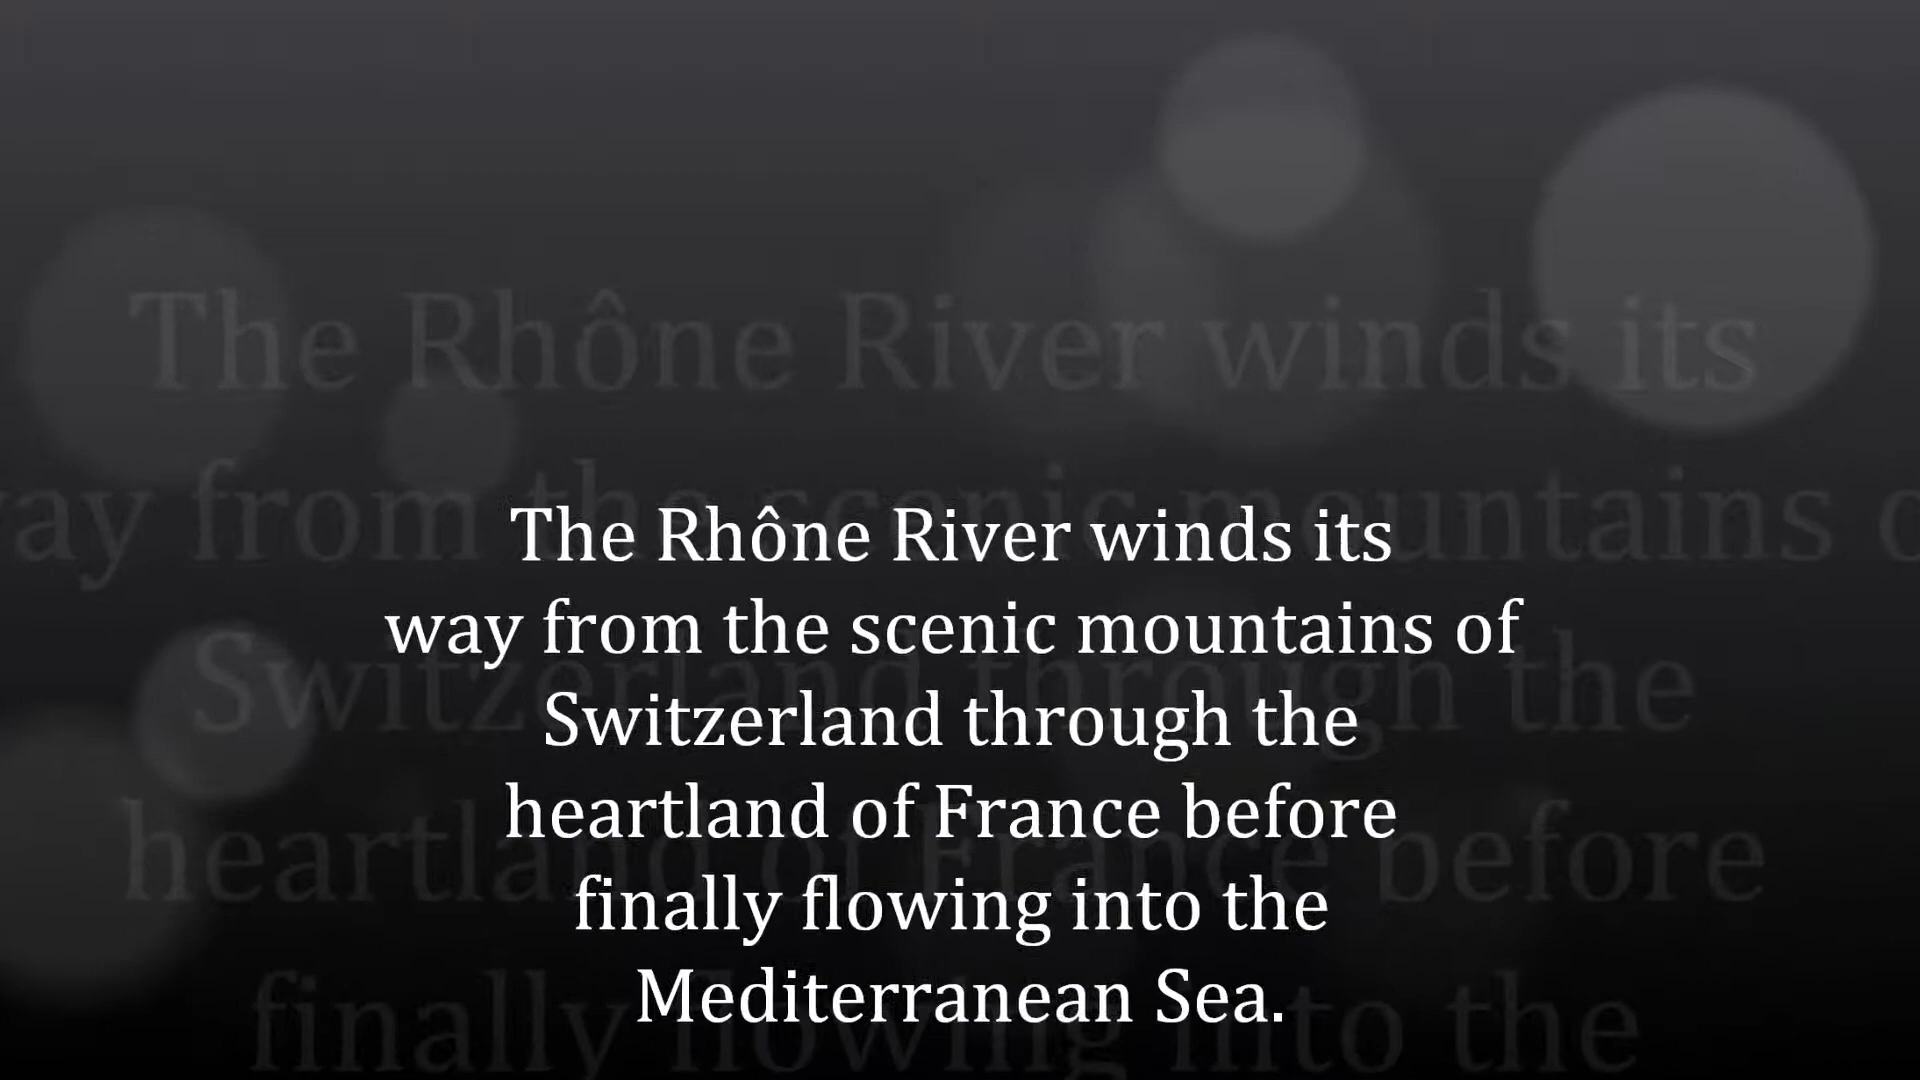 The Rhône River winds its
way from the scenic mountains of
Switzerland through the
heartland of France before
finally flowing into the
Mediterranean Sea.